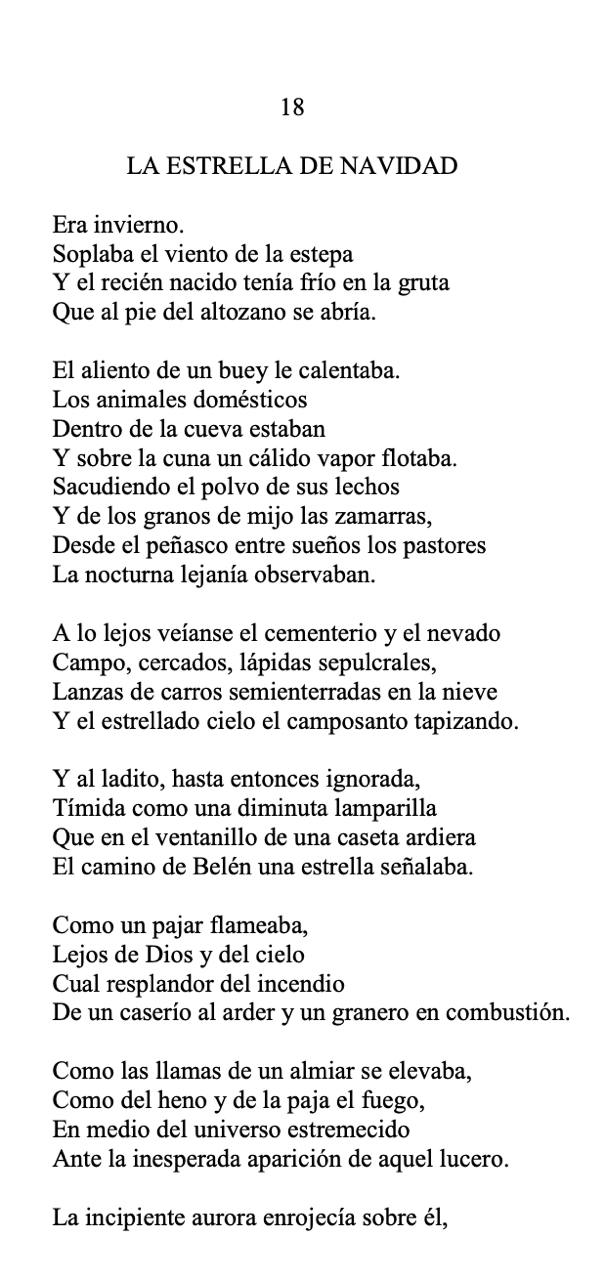 18
LA ESTRELLA DE NAVIDAD
Era invierno.
Soplaba el viento de la estepa
Y el recién nacido tenía frío en la gruta
Que al pie del altozano se abría.
El aliento de un buey le calentaba.
Los animales domésticos
Dentro de la cueva estaban
Y sobre la cuna un cálido vapor flotaba.
Sacudiendo el polvo de sus lechos
Y de los granos de mijo las zamarras,
Desde el peñasco entre sueños los pastores
La nocturna lejanía observaban.
A lo lejos veíanse el cementerio y el nevado
Campo, cercados, lápidas sepulcrales,
Lanzas de carros semienterradas en la nieve
Y el estrellado cielo el camposanto tapizando.
Y al ladito, hasta entonces ignorada,
Tímida como una diminuta lamparilla
Que en el ventanillo de una caseta ardiera
El camino de Belén una estrella señalaba.
Como un pajar flameaba,
Lejos de Dios y del cielo
Cual resplandor del incendio
De un caserío al arder y un granero en combustión.
Como las llamas de un almiar se elevaba,
Como del heno y de la paja el fuego,
En medio del universo estremecido
Ante la inesperada aparición de aquel lucero.
La incipiente aurora enrojecía sobre él,